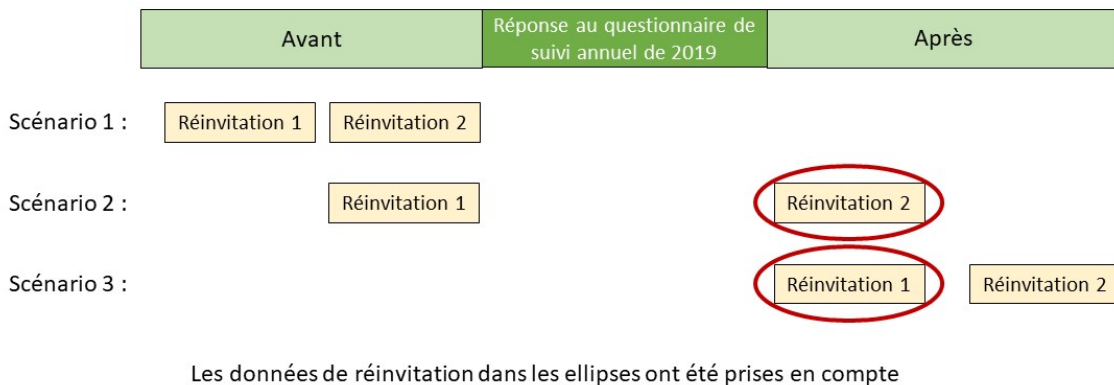 Avant
Réponse au questionnaire de
suivi annuel de 2019
Après
Scénario 1 :
Réinvitation 1
Réinvitation 2
Scénario 2 :
Réinvitation 1
Réinvitation 2
Scénario 3 :
Réinvitation 1
Réinvitation 2
Les données de réinvitation dans les ellipses ont été prises en compte